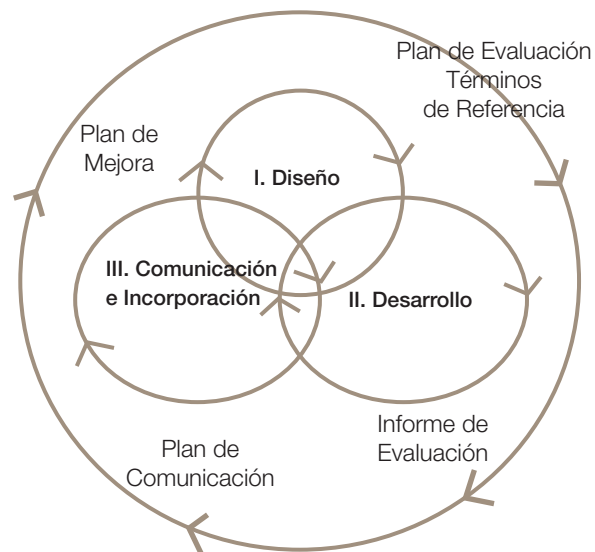 Plan de Evaluación
Términos
de Referencia
Plan de
Mejora
I. Diseño
III. Comunicación
e Incorporación
II. Desarrollo
Informe de
Evaluación
Plan de
Comunicación